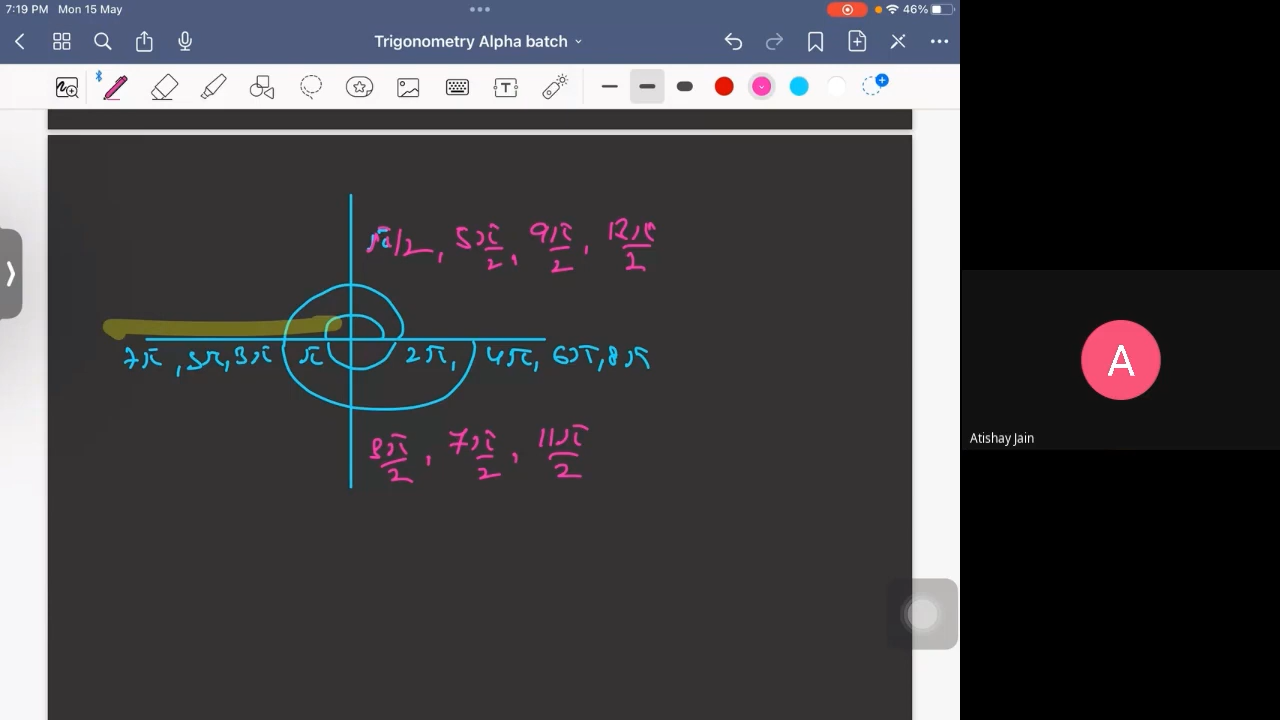 7:19 PM Mon 15 May
46%
Trigonometry Alpha batch
T
π/2, 5π/2, 9π/2, 12π/2
7π, 5π, 3π π 2π, 4π, 6π, 8π
3π/2, 7π/2, 11π/2
A
Atishay Jain